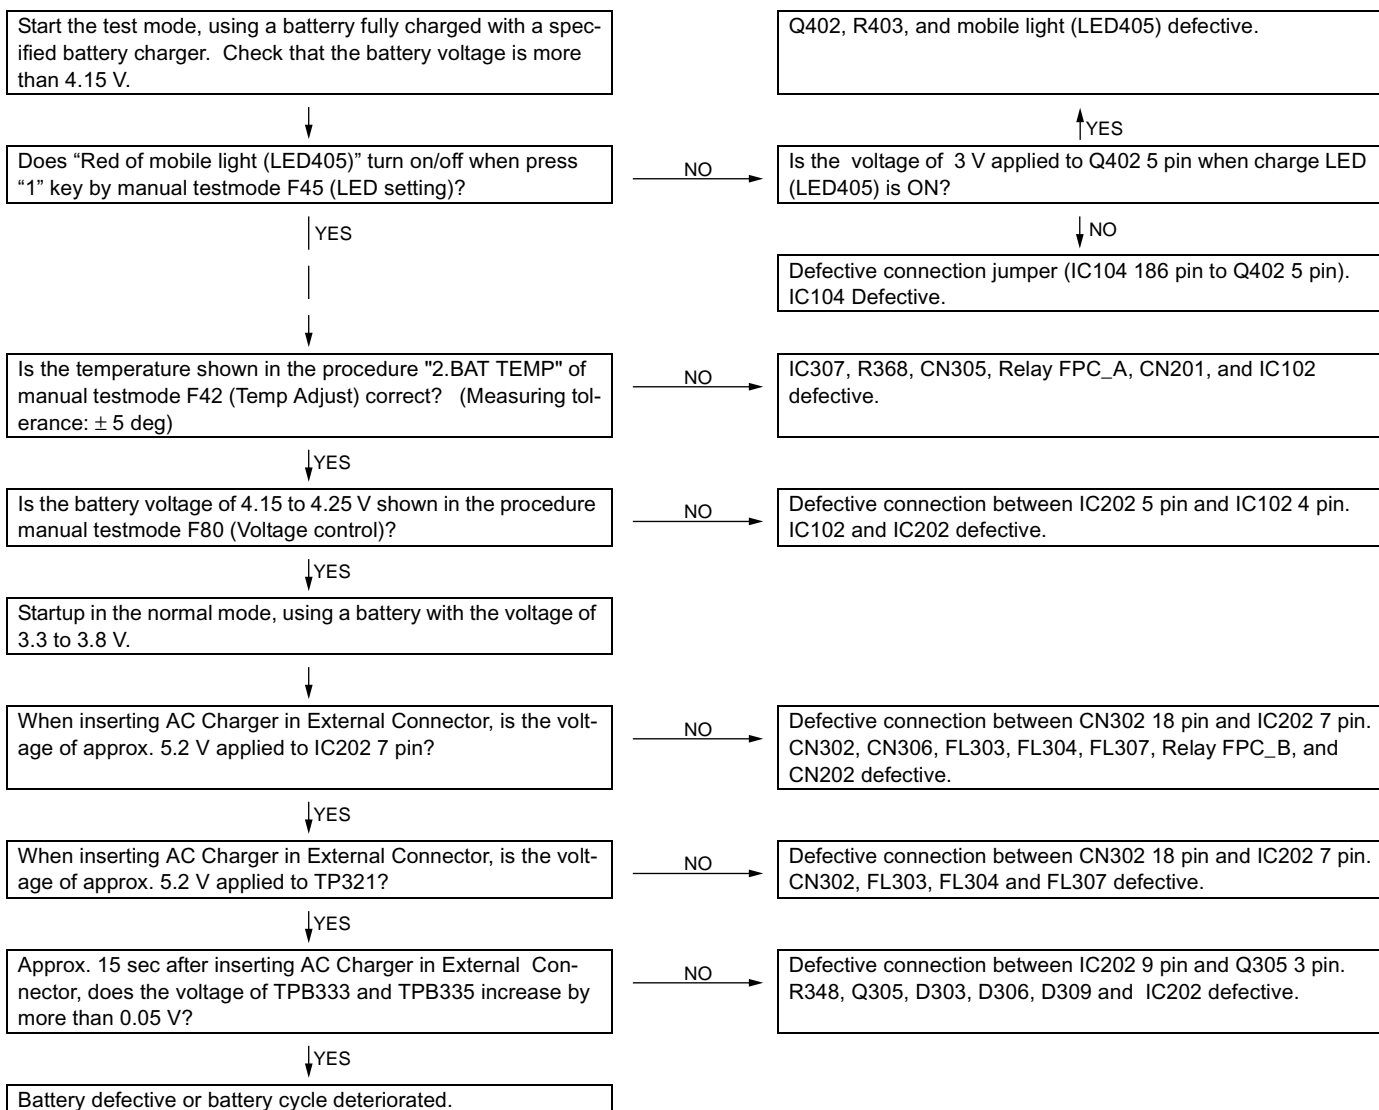 Start the test mode, using a batterry fully charged with a spec-
ified battery charger.  Check that the battery voltage is more
than 4.15 V.
Q402, R403, and mobile light (LED405) defective.
YES
Does “Red of mobile light (LED405)” turn on/off when press
“1” key by manual testmode F45 (LED setting)?
NO
Is the  voltage of  3 V applied to Q402 5 pin when charge LED
(LED405) is ON?
YES
NO
Defective connection jumper (IC104 186 pin to Q402 5 pin).
IC104 Defective.
Is the temperature shown in the procedure "2.BAT TEMP" of
manual testmode F42 (Temp Adjust) correct?   (Measuring tol-
erance: ± 5 deg)
NO
IC307, R368, CN305, Relay FPC_A, CN201, and IC102
defective.
YES
Is the battery voltage of 4.15 to 4.25 V shown in the procedure
manual testmode F80 (Voltage control)?
NO
Defective connection between IC202 5 pin and IC102 4 pin.
IC102 and IC202 defective.
YES
Startup in the normal mode, using a battery with the voltage of
3.3 to 3.8 V.
When inserting AC Charger in External Connector, is the volt-
age of approx. 5.2 V applied to IC202 7 pin?
NO
Defective connection between CN302 18 pin and IC202 7 pin.
CN302, CN306, FL303, FL304, FL307, Relay FPC_B, and
CN202 defective.
YES
When inserting AC Charger in External Connector, is the volt-
age of approx. 5.2 V applied to TP321?
NO
Defective connection between CN302 18 pin and IC202 7 pin.
CN302, FL303, FL304 and FL307 defective.
YES
Approx. 15 sec after inserting AC Charger in External  Con-
nector, does the voltage of TPB333 and TPB335 increase by
more than 0.05 V?
NO
Defective connection between IC202 9 pin and Q305 3 pin.
R348, Q305, D303, D306, D309 and  IC202 defective.
YES
Battery defective or battery cycle deteriorated.